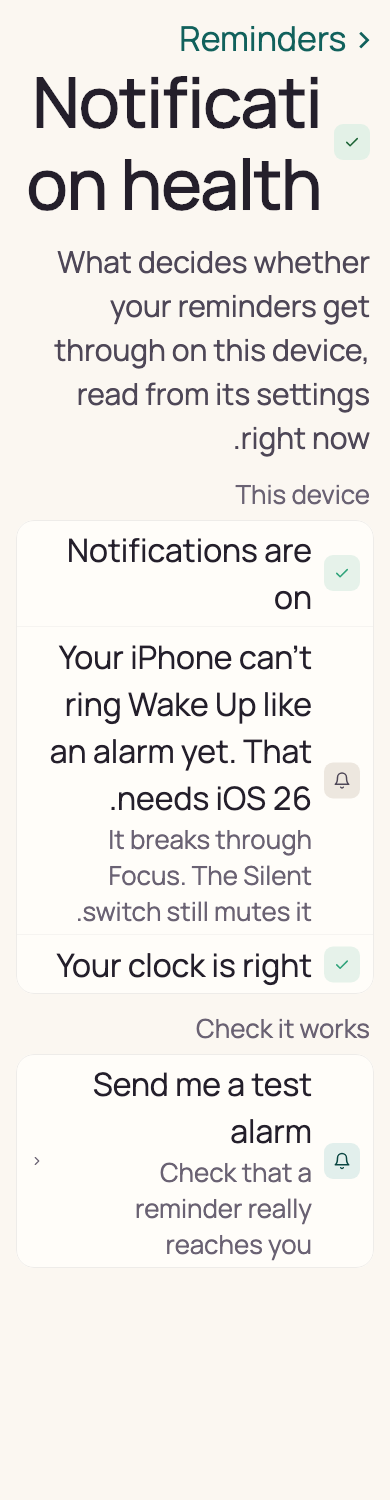 Reminders
Notificati
on health
What decides whether
your reminders get
through on this device,
read from its settings
.right now
This device
Notifications are
on
Your iPhone can’t
ring Wake Up like
an alarm yet. That
.needs iOS 26
It breaks through
Focus. The Silent
.switch still mutes it
Your clock is right
Check it works
Send me a test
alarm
Check that a
reminder really
reaches you